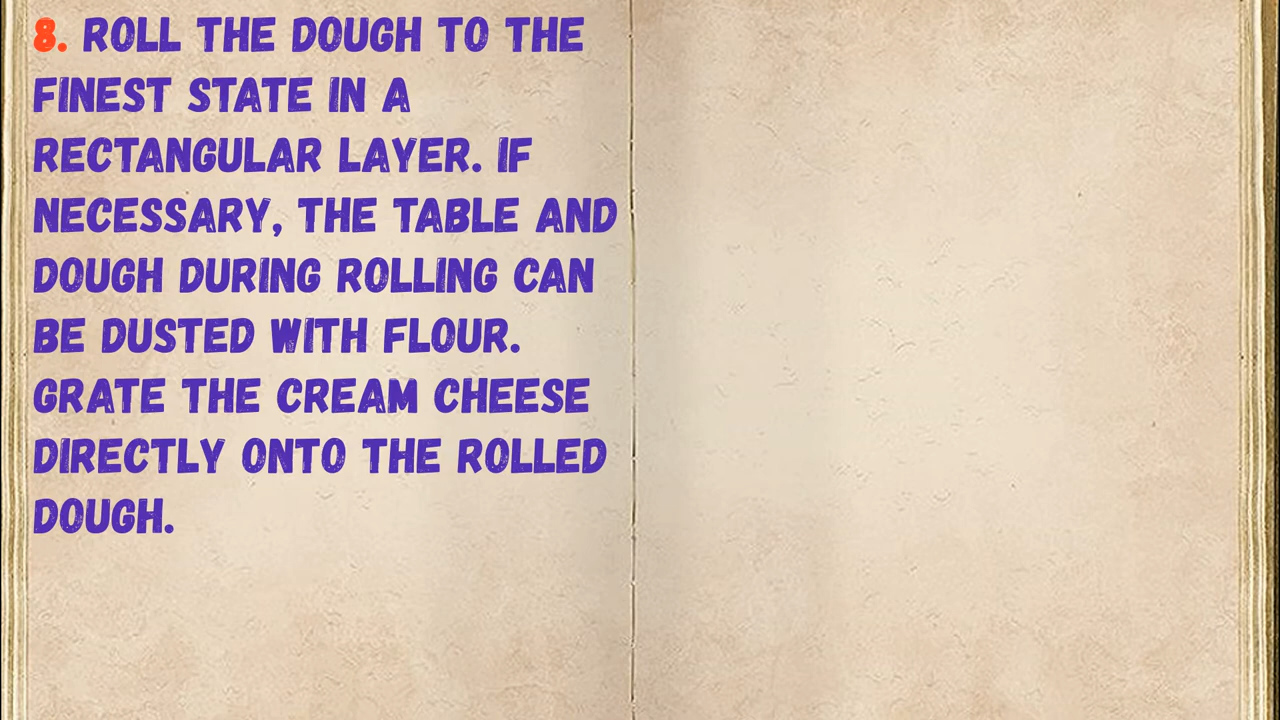 8. ROLL THE DOUGH TO THE
FINEST STATE IN A
RECTANGULAR LAYER. IF
NECESSARY, THE TABLE AND
DOUGH DURING ROLLING CAN
BE DUSTED WITH FLOUR.
GRATE THE CREAM CHEESE
DIRECTLY ONTO THE ROLLED
DOUGH.